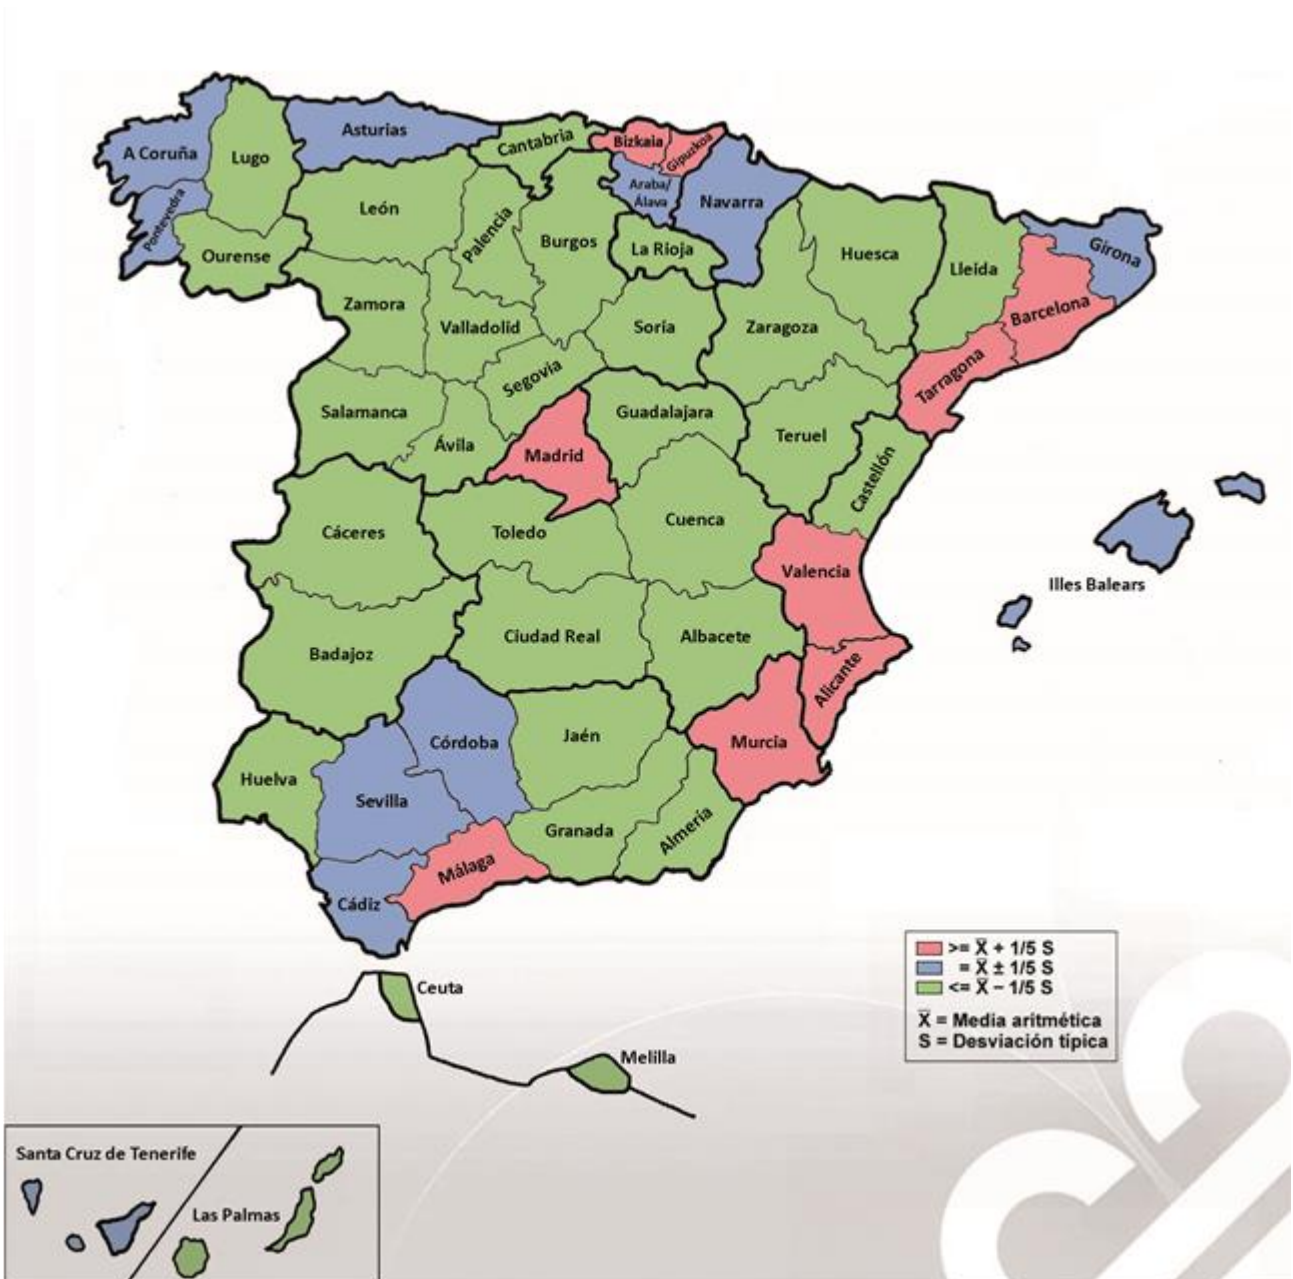 Asturias
Cantabria
Bizkaia
Gipuzkoa
A Coruña
Lugo
Araba/
Álava
Navarra
Pontevedra
Ourense
León
Palencia
Burgos
La Rioja
Huesca
Lleida
Girona
Barcelona
Tarragona
Zamora
Valladolid
Soria
Zaragoza
Segovia
Salamanca
Ávila
Madrid
Guadalajara
Teruel
Castellón
Cáceres
Toledo
Cuenca
Valencia
Illes Balears
Badajoz
Ciudad Real
Albacete
Alicante
Huelva
Sevilla
Córdoba
Jaén
Murcia
Granada
Almería
Málaga
Cádiz
Ceuta
Melilla
>= X̄ + 1/5 S
= X̄ ± 1/5 S
<= X̄ – 1/5 S
X̄ = Media aritmética
S = Desviación típica
Santa Cruz de Tenerife
Las Palmas